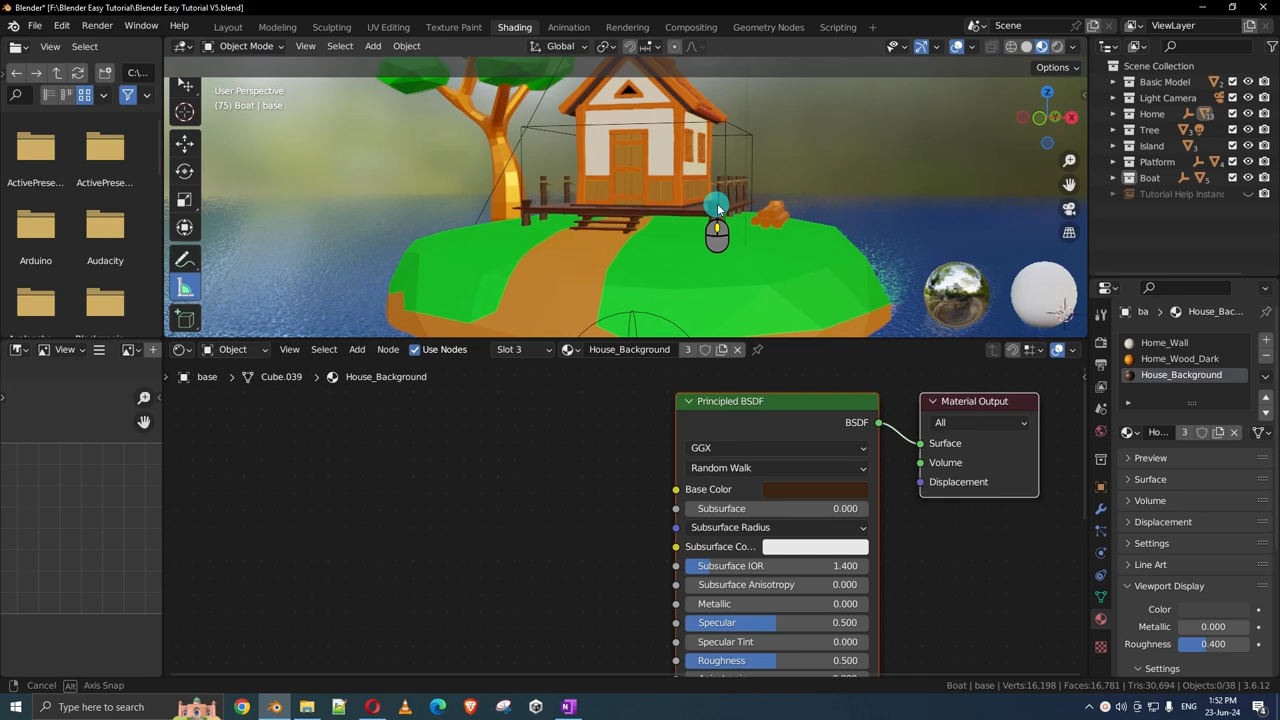 Blender* [F:\Blender Easy Tutorial\Blender Easy Tutorial V5.blend]
File Edit Render Window Help Layout Modeling Sculpting UV Editing Texture Paint Shading Animation Rendering Compositing Geometry Nodes Scripting Scene ViewLayer
View Select Object Mode View Select Add Object Global
C:\...
Options
User Perspective
(75) Boat | base
Z
Y
X
ActivePrese...
ActivePres...
Arduino
Audacity
Scene Collection
Basic Model 2
Light Camera
Home 13
Tree 3
Island 3
Platform 4
Boat
Tutorial Help Instanc
View Object View Select Add Node Use Nodes Slot 3 House_Background 3
base Cube.039 House_Background
Principled BSDF
BSDF
GGX
Random Walk
Base Color
Subsurface 0.000
Subsurface Radius
Subsurface Co...
Subsurface IOR 1.400
Subsurface Anisotropy 0.000
Metallic 0.000
Specular 0.500
Specular Tint 0.000
Roughness 0.500
Material Output
All
Surface
Volume
Displacement
ba House_Bac...
Home_Wall
Home_Wood_Dark
House_Background
Ho... 3
Preview
Surface
Volume
Displacement
Settings
Line Art
Viewport Display
Color
Metallic 0.000
Roughness 0.400
Settings
Cancel Alt Axis Snap
Boat | base | Verts:16,198 | Faces:16,781 | Tris:30,694 | Objects:0/38 | 3.6.12
Type here to search
ENG
1:52 PM
23-Jun-24